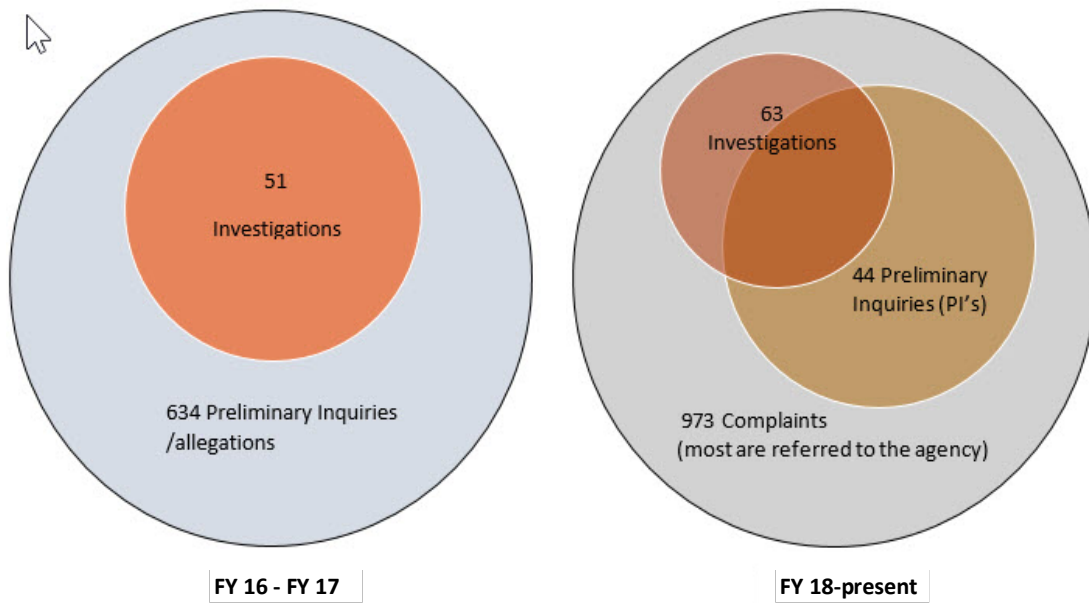 51
Investigations
634 Preliminary Inquiries
/allegations
FY 16 - FY 17
63
Investigations
44 Preliminary
Inquiries (PI's)
973 Complaints
(most are referred to the agency)
FY 18-present